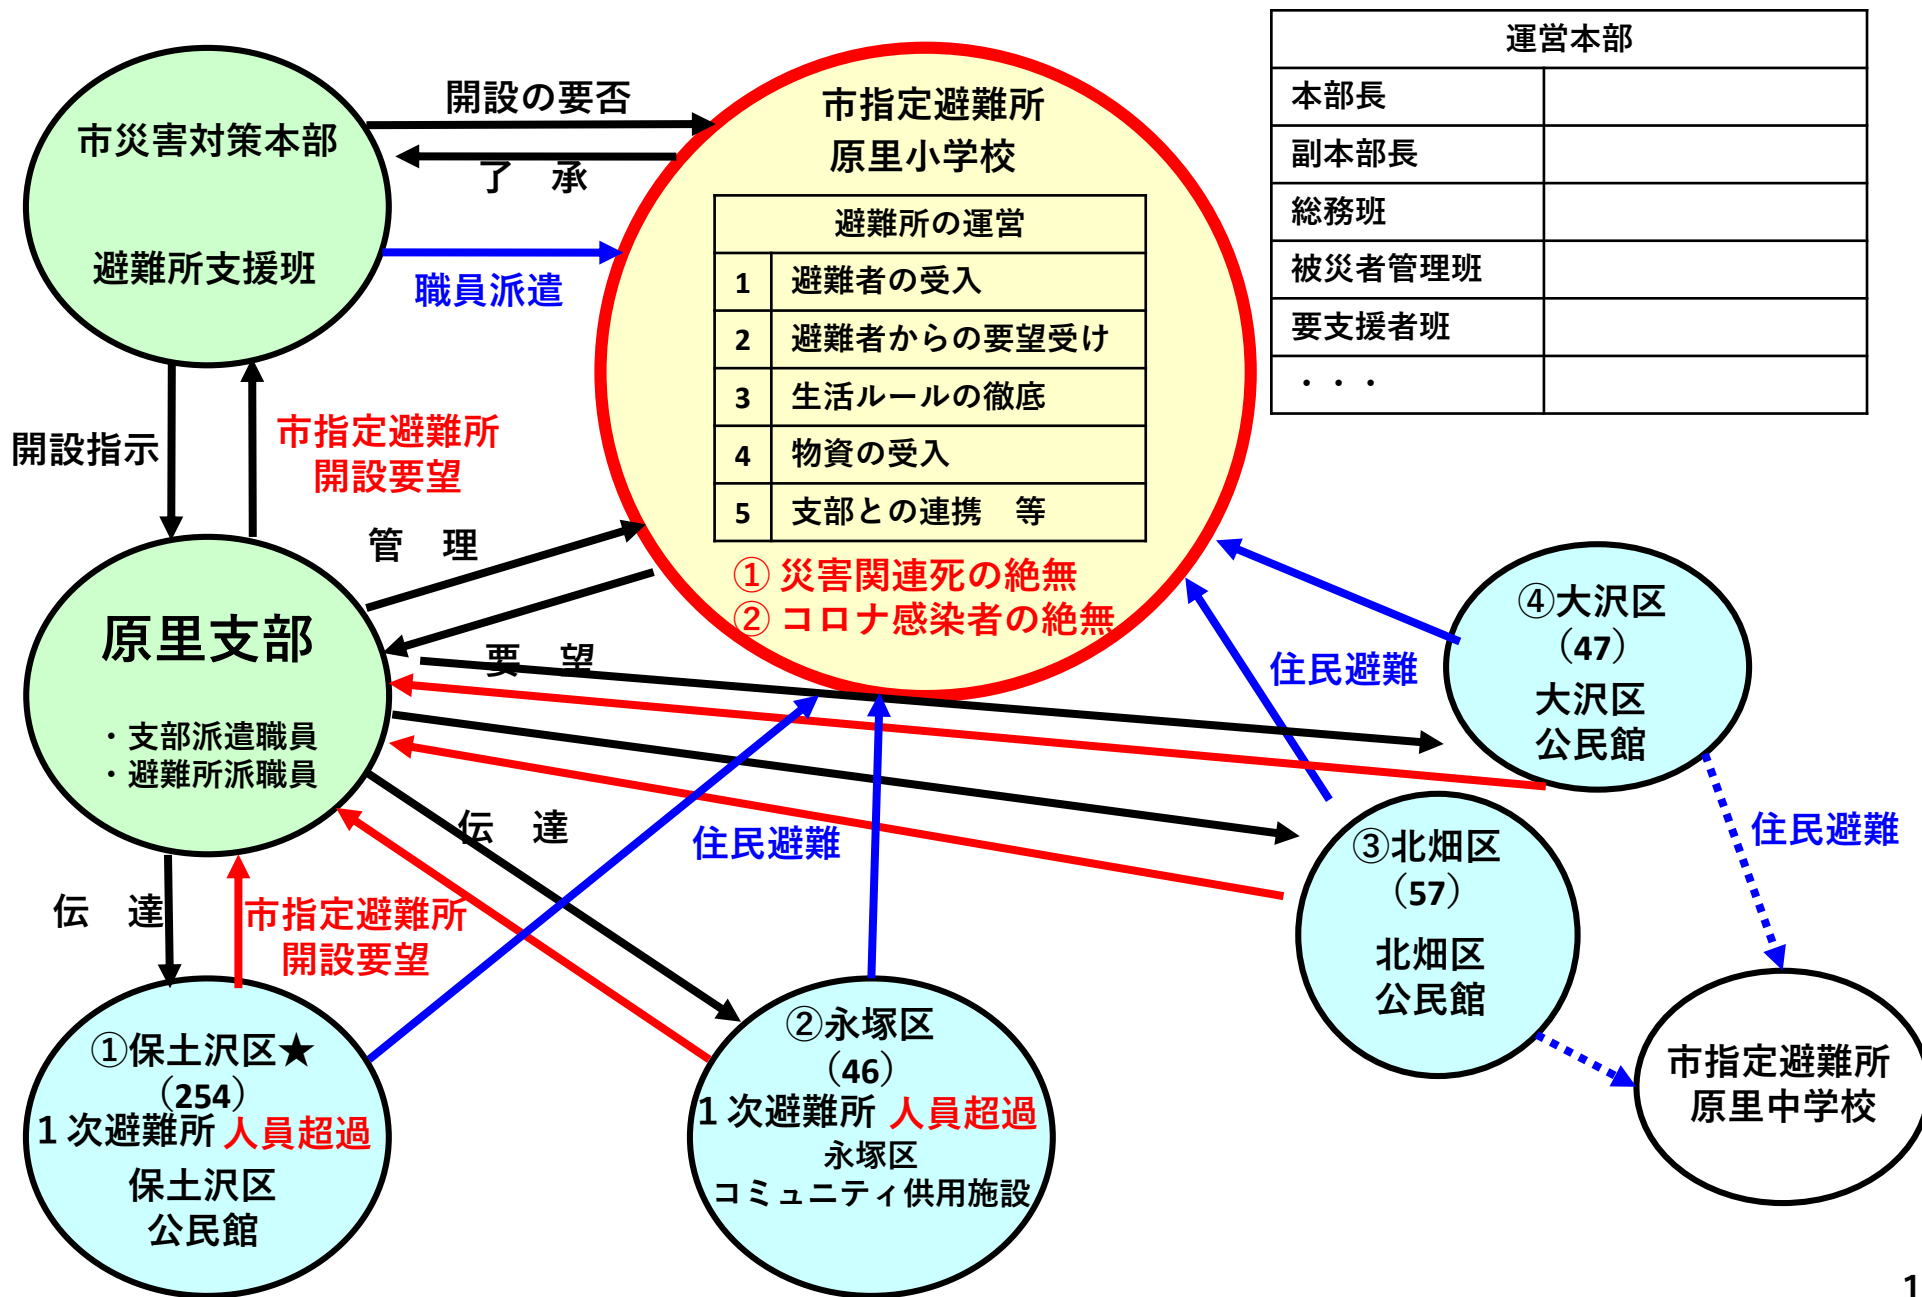 市災害対策本部
避難所支援班
開設の要否
了　承
職員派遣
市指定避難所
原里小学校
避難所の運営
1 避難者の受入
2 避難者からの要望受け
3 生活ルールの徹底
4 物資の受入
5 支部との連携　等
① 災害関連死の絶無
② コロナ感染者の絶無
運営本部
本部長
副本部長
総務班
被災者管理班
要支援者班
・・・
開設指示
市指定避難所
開設要望
管　理
要　望
原里支部
・支部派遣職員
・避難所派職員
伝　達
市指定避難所
開設要望
伝　達
住民避難
住民避難
住民避難
④大沢区
（47）
大沢区
公民館
③北畑区
（57）
北畑区
公民館
①保土沢区★
（254）
１次避難所 人員超過
保土沢区
公民館
②永塚区
（46）
１次避難所 人員超過
永塚区
コミュニティ供用施設
市指定避難所
原里中学校
1